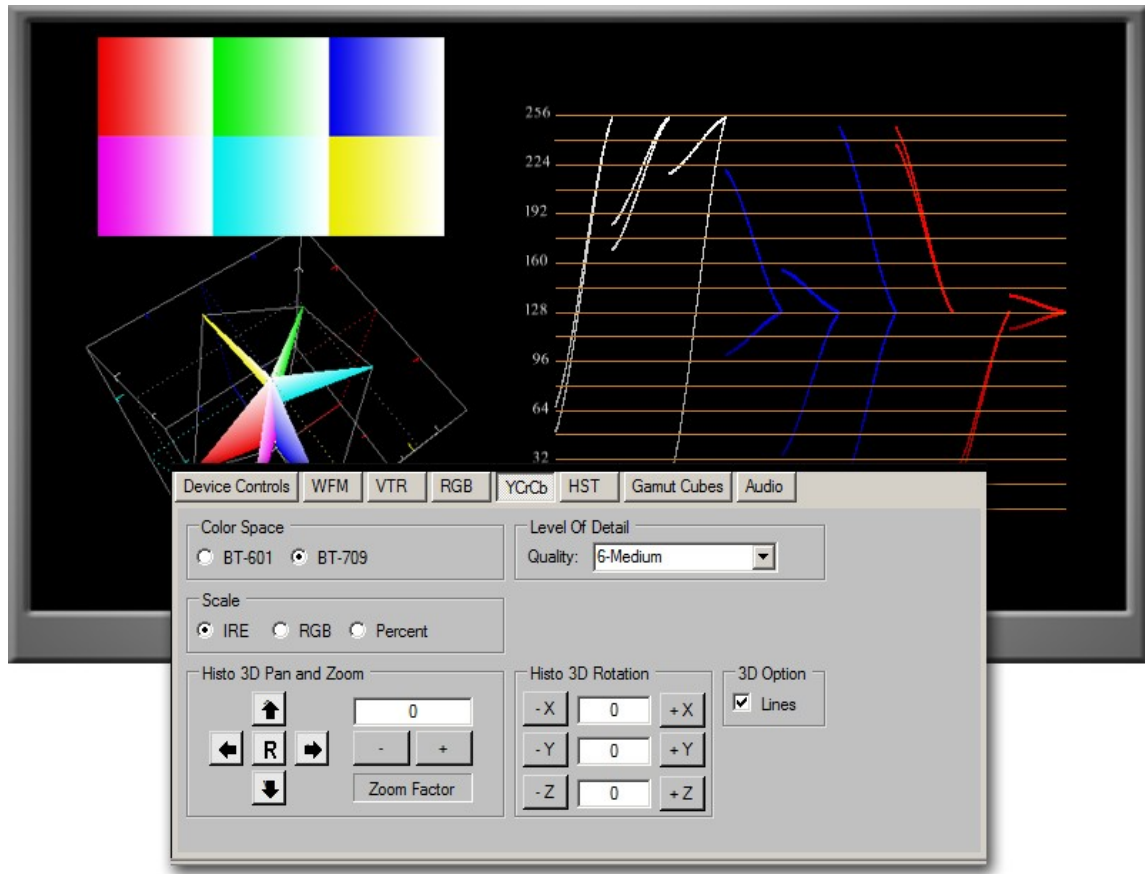 256
224
192
160
128
96
64
32
Device Controls WFM VTR RGB YCrCb HST Gamut Cubes Audio
Color Space
BT-601 BT-709
Level Of Detail
Quality: 6-Medium
Scale
IRE RGB Percent
Histo 3D Pan and Zoom
R
0
- +
Zoom Factor
Histo 3D Rotation
- X 0 + X
- Y 0 + Y
- Z 0 + Z
3D Option
Lines